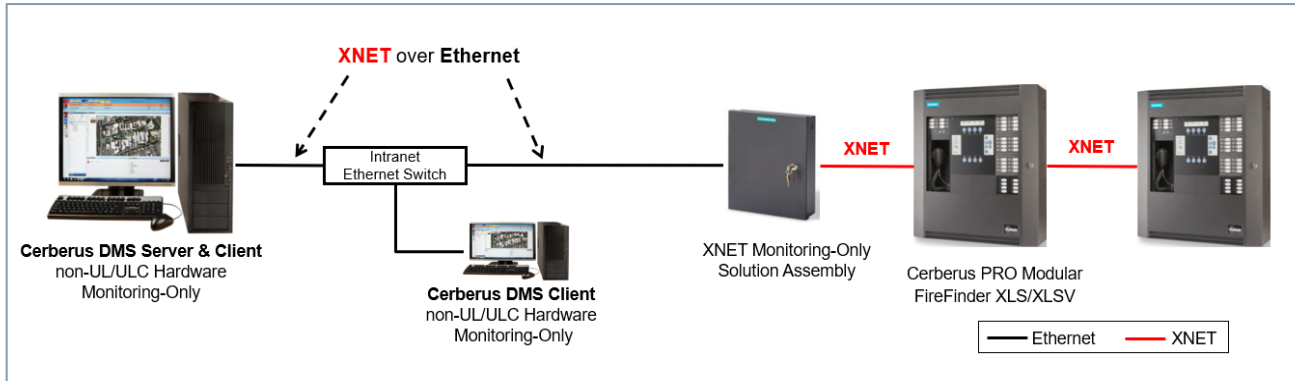 XNET over Ethernet
Intranet
Ethernet Switch
XNET
XNET
Cerberus DMS Server & Client
non-UL/ULC Hardware
Monitoring-Only
Cerberus DMS Client
non-UL/ULC Hardware
Monitoring-Only
XNET Monitoring-Only
Solution Assembly
Cerberus PRO Modular
FireFinder XLS/XLSV
Ethernet
XNET